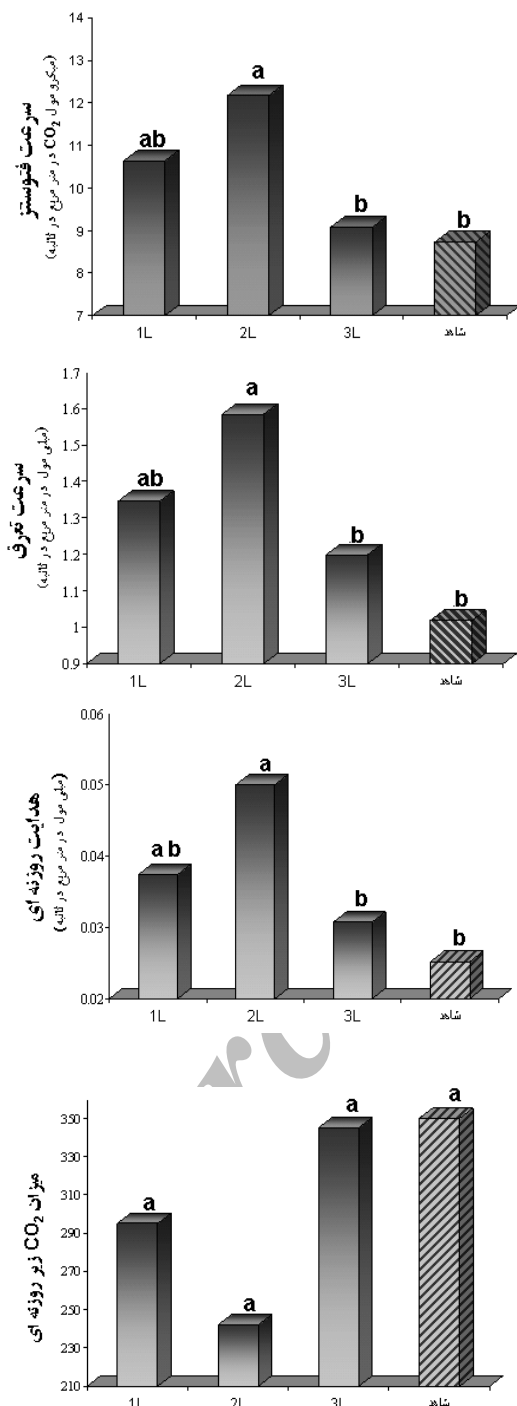 سرعت فتوسنتز
(میکرو مول CO₂ در متر مربع در ثانیه)
14
13
12
11
10
9
8
7
ab
a
b
b
1L
2L
3L
شاهد
سرعت تعرق
(میلی مول در متر مربع در ثانیه)
1.7
1.6
1.5
1.4
1.3
1.2
1.1
1
0.9
ab
a
b
b
1L
2L
3L
شاهد
هدایت روزنه ای
(میلی مول در متر مربع در ثانیه)
0.06
0.05
0.04
0.03
0.02
a b
a
b
b
1L
2L
3L
شاهد
میزان CO₂ زیر روزنه ای
350
330
310
290
270
250
230
210
a
a
a
a
1L
2L
3L
شاهد